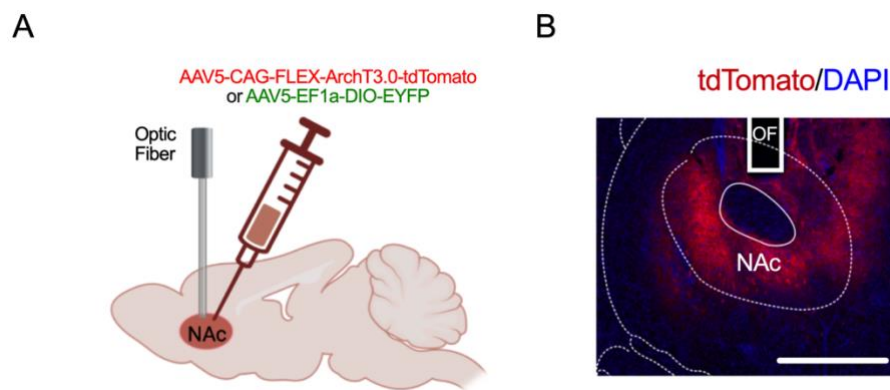 A
AAV5-CAG-FLEX-ArchT3.0-tdTomato
or AAV5-EF1a-DIO-EYFP
Optic
Fiber
NAc
B
tdTomato/DAPI
OF
NAc